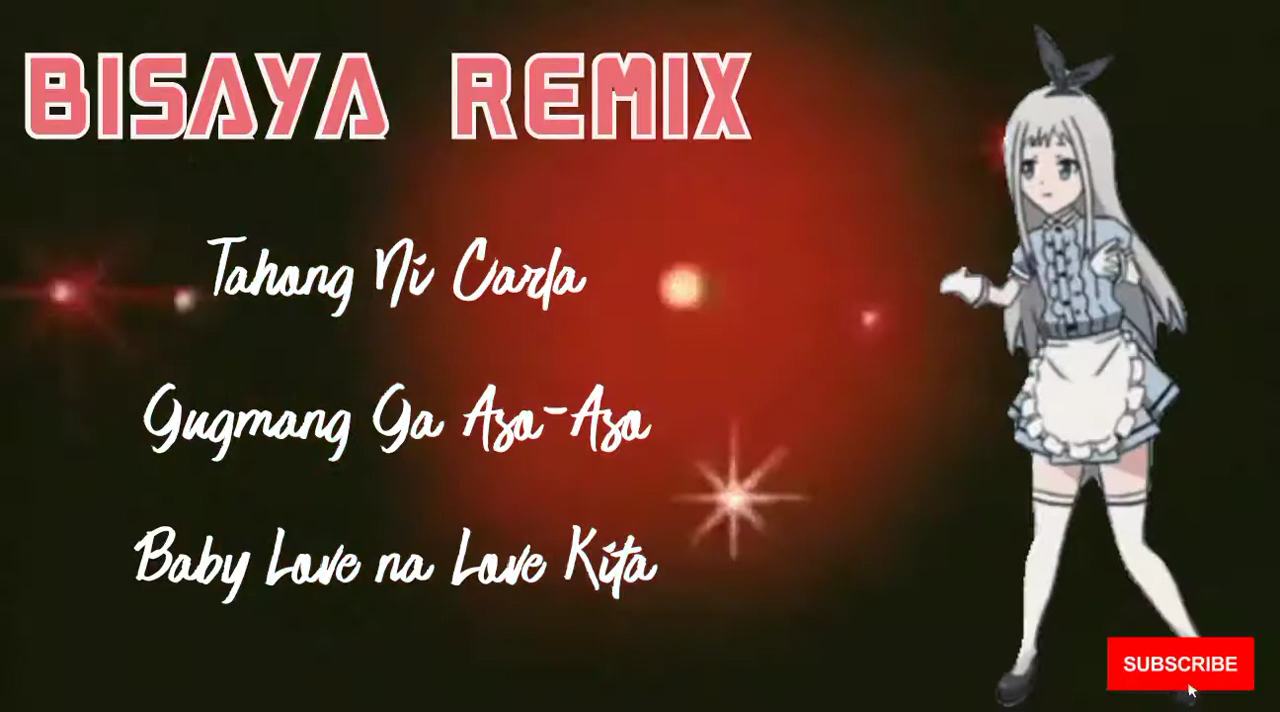 BISAYA REMIX
Tahong Ni Carla
Gugmang Ga Aso-Aso
Baby Love na Love Kita
SUBSCRIBE